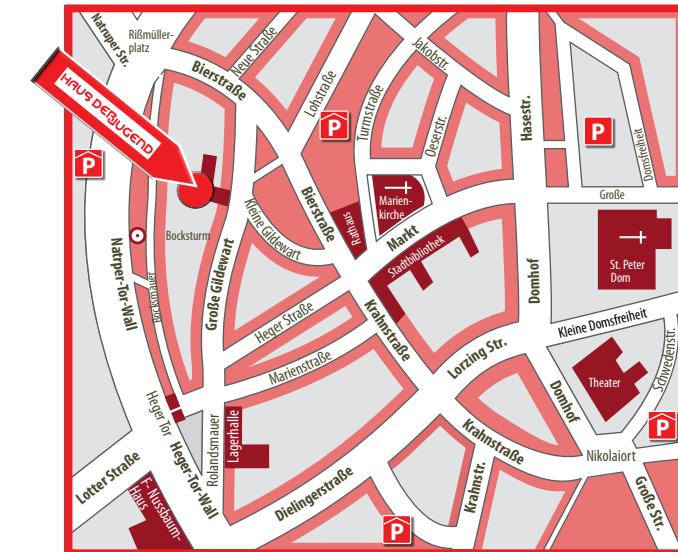 Natruper Str.
Rißmüller-
platz
Bierstraße
Neue Straße
Lohstraße
Turmstraße
Jakobstr.
Oeserstr.
Hasestr.
Domsfreiheit
HAUS DER JUGEND
P
P
P
Große
Marien-
kirche
Rathaus
Bierstraße
Kleine Gildewart
Markt
Stadtbibliothek
St. Peter
Dom
Bocksturm
Natrper-Tor-Wall
Bocksmauer
Große Gildewart
Heger Straße
Krahnstraße
Domhof
Kleine Domsfreiheit
Lorzing Str.
Marienstraße
Schwedenstr.
Theater
Domhof
Heger Tor
Rolandsmauer
Lagerhalle
Heger-Tor-Wall
Krahnstraße
Nikolaiort
P
Lotter Straße
F- Nussbaum-
Haus
Dielingerstraße
Krahnstr.
Große Str.
P